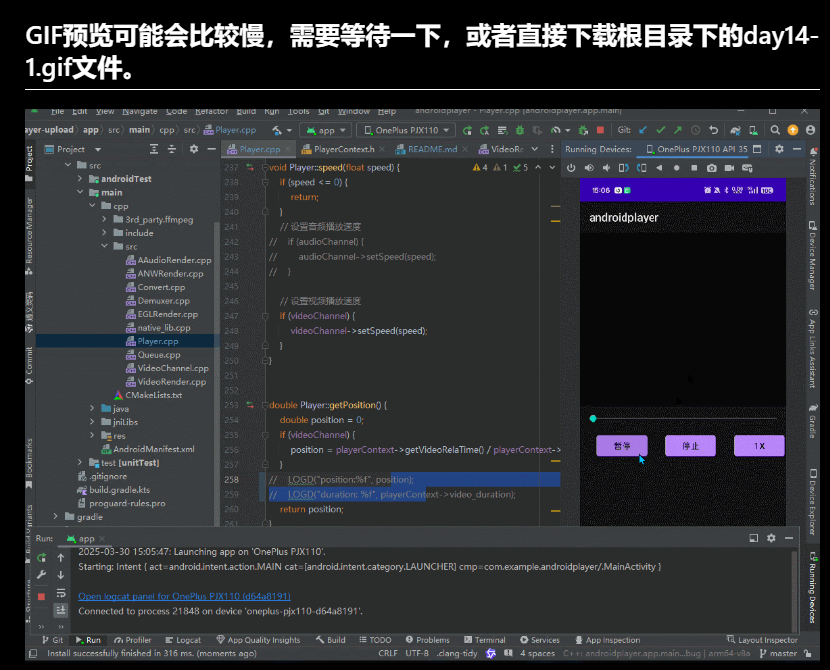 GIF预览可能会比较慢，需要等待一下，或者直接下载根目录下的day14-
1.gif文件。
File Edit View Navigate Code Refactor Build Run Tools Git Window Help androidplayer - Player.cpp [androidplayer.app.main]
ayer-upload app src main cpp src Player.cpp app OnePlus PJX110 Git:
Project Player.cpp PlayerContext.h README.md VideoRe Running Devices: OnePlus PJX110 API 35
src
androidTest
main
cpp
3rd_party.ffmpeg
include
src
AAudioRender.cpp
ANWRender.cpp
Convert.cpp
Demuxer.cpp
EGLRender.cpp
native_lib.cpp
Player.cpp
Queue.cpp
VideoChannel.cpp
VideoRender.cpp
CMakeLists.txt
java
jniLibs
res
AndroidManifest.xml
test [unitTest]
.gitignore
build.gradle.kts
proguard-rules.pro
gradle
Project
Resource Manager
Commit
Bookmarks
237 void Player::speed(float speed) { 4 1 5
238 if (speed <= 0) {
239 return;
240 }
241 // 设置音频播放速度
242 // if (audioChannel) {
243 // audioChannel->setSpeed(speed);
244 // }
245
246 // 设置视频播放速度
247 if (videoChannel) {
248 videoChannel->setSpeed(speed);
249 }
250 }
251
252
253 double Player::getPosition() {
254 double position = 0;
255 if (videoChannel) {
256 position = playerContext->getVideoRelaTime() / playerContext->
257 }
258 // LOGD("position:%f", position);
259 // LOGD("duration: %f", playerContext->video_duration);
260 return position;
261 }
15:06
androidplayer
暂停 停止 1X
Notifications
Device Manager
App Links Assistant
Gradle
Device Explorer
Running Devices
Run: app
2025-03-30 15:05:47: Launching app on 'OnePlus PJX110'.
Starting: Intent { act=android.intent.action.MAIN cat=[android.intent.category.LAUNCHER] cmp=com.example.androidplayer/.MainActivity }
Open logcat panel for OnePlus PJX110 (d64a8191)
Connected to process 21848 on device 'oneplus-pjx110-d64a8191'.
Git Run Profiler Logcat App Quality Insights Build TODO Problems Terminal Services App Inspection Layout Inspector
Install successfully finished in 316 ms. (moments ago) CRLF UTF-8 .clang-tidy 4 spaces C++: androidplayer.app.main...bug | arm64-v8a master